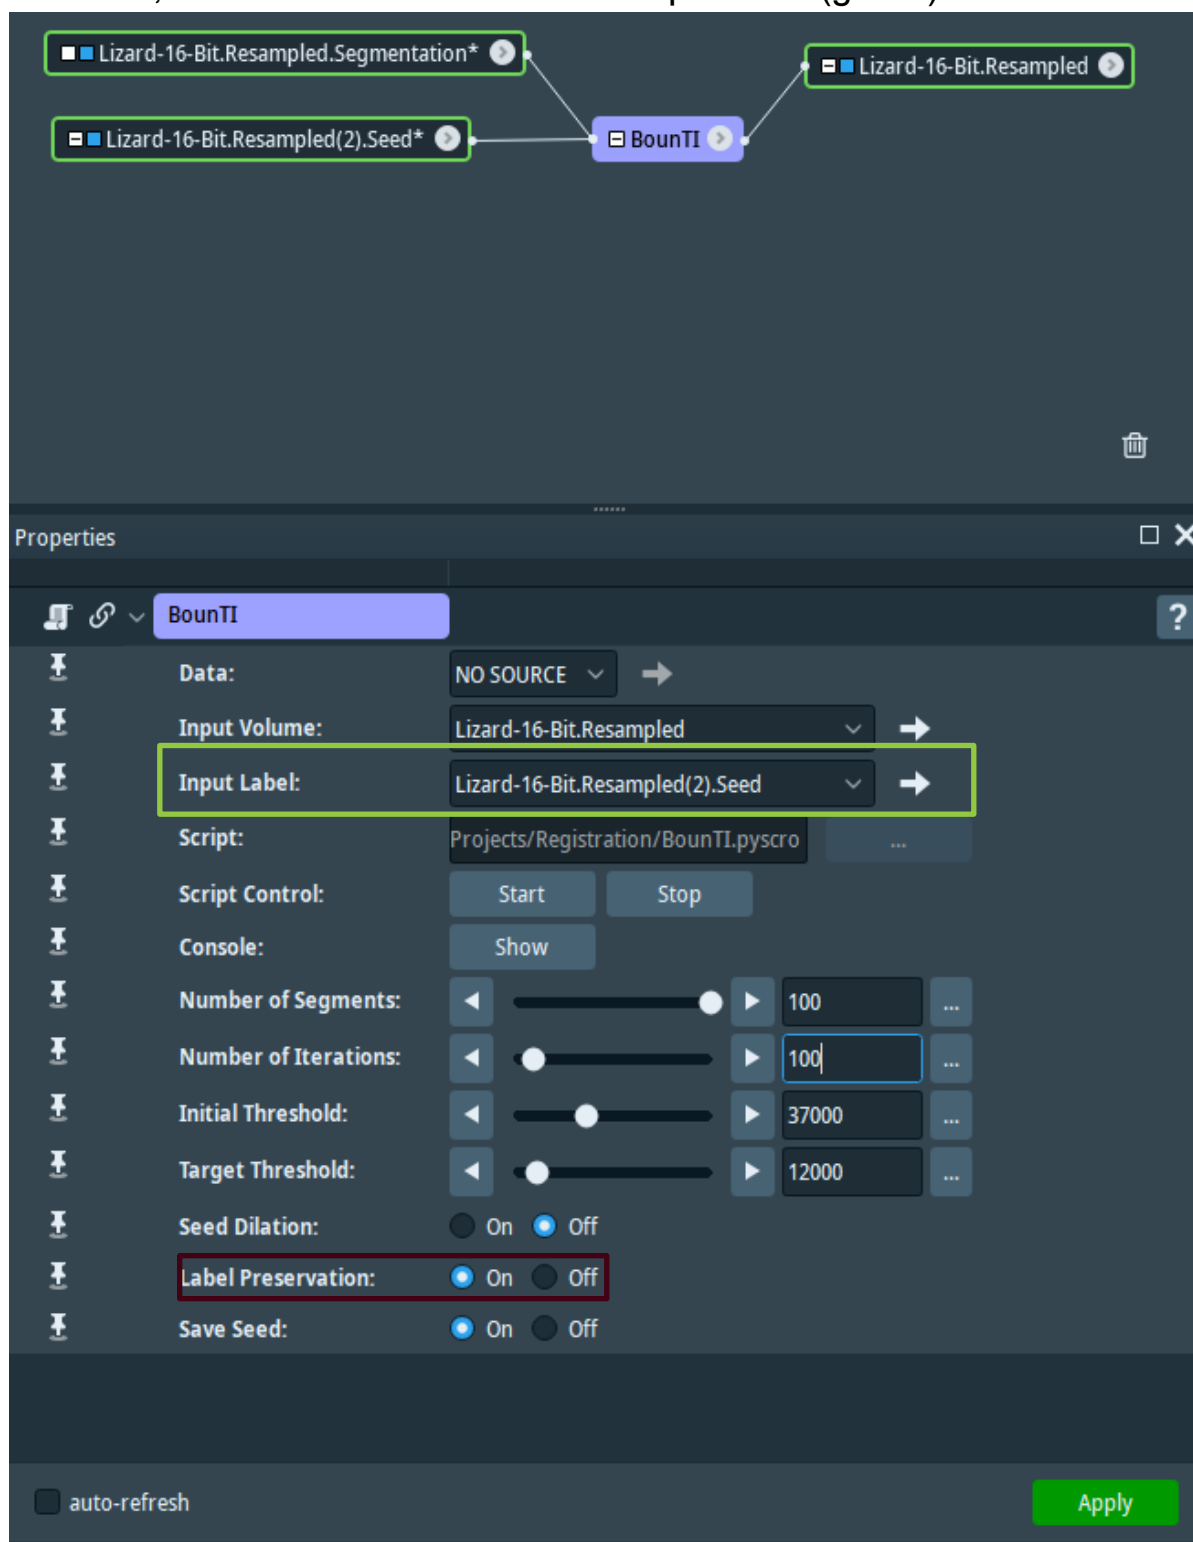 Lizard-16-Bit.Resampled.Segmentation*
Lizard-16-Bit.Resampled
Lizard-16-Bit.Resampled(2).Seed*
BounTI
Properties
BounTI
?
Data: NO SOURCE
Input Volume: Lizard-16-Bit.Resampled
Input Label: Lizard-16-Bit.Resampled(2).Seed
Script: Projects/Registration/BounTI.pyscro ...
Script Control: Start Stop
Console: Show
Number of Segments: 100 ...
Number of Iterations: 100 ...
Initial Threshold: 37000 ...
Target Threshold: 12000 ...
Seed Dilation: On Off
Label Preservation: On Off
Save Seed: On Off
auto-refresh
Apply